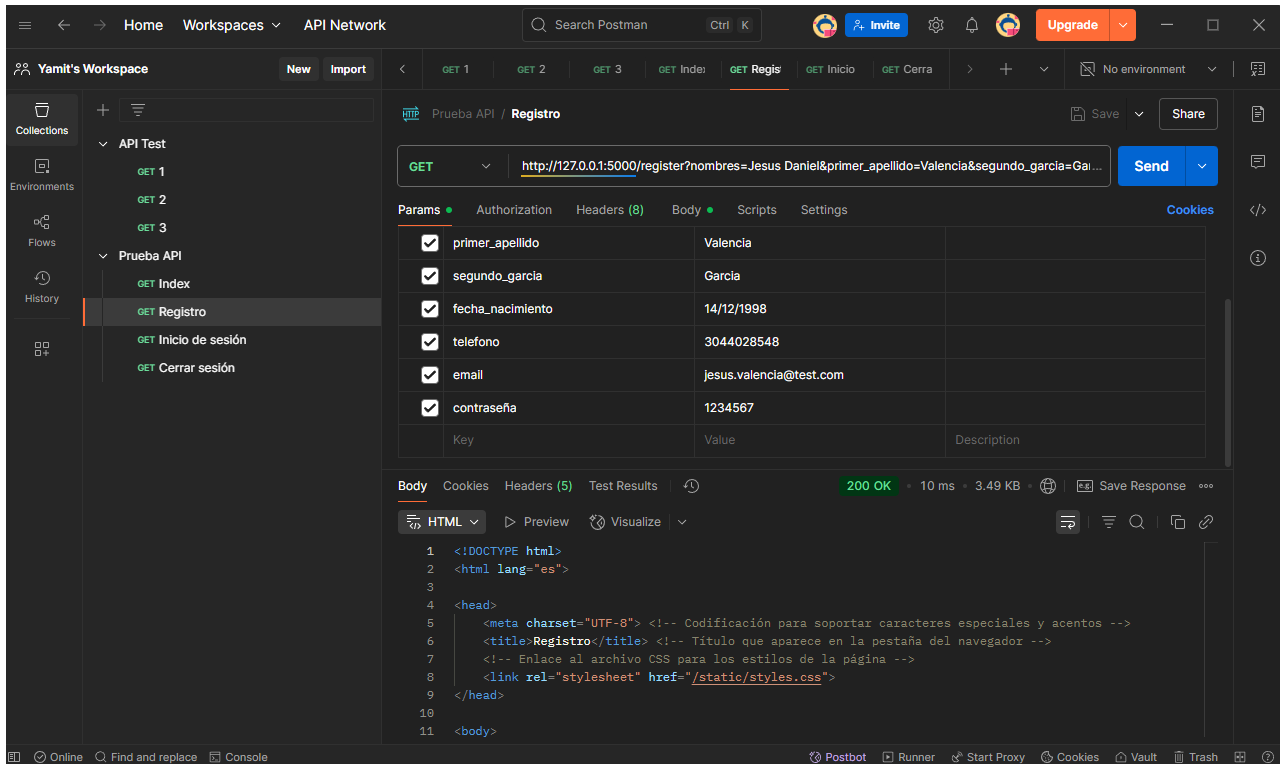 Home Workspaces API Network Search Postman Ctrl K Invite Upgrade
Yamit's Workspace New Import GET 1 GET 2 GET 3 GET Index GET Regist GET Inicio GET Cerra No environment
Collections
Environments
Flows
History
API Test
GET 1
GET 2
GET 3
Prueba API
GET Index
GET Registro
GET Inicio de sesión
GET Cerrar sesión
HTTP Prueba API / Registro Save Share
GET http://127.0.0.1:5000/register?nombres=Jesus Daniel&primer_apellido=Valencia&segundo_garcia=Gar... Send
Params Authorization Headers (8) Body Scripts Settings Cookies
primer_apellido Valencia
segundo_garcia Garcia
fecha_nacimiento 14/12/1998
telefono 3044028548
email jesus.valencia@test.com
contraseña 1234567
Key Value Description
Body Cookies Headers (5) Test Results 200 OK • 10 ms • 3.49 KB • e.g. Save Response
HTML Preview Visualize
1 <!DOCTYPE html>
2 <html lang="es">
3
4 <head>
5 <meta charset="UTF-8"> <!-- Codificación para soportar caracteres especiales y acentos -->
6 <title>Registro</title> <!-- Título que aparece en la pestaña del navegador -->
7 <!-- Enlace al archivo CSS para los estilos de la página -->
8 <link rel="stylesheet" href="/static/styles.css">
9 </head>
10
11 <body>
Online Find and replace Console Postbot Runner Start Proxy Cookies Vault Trash